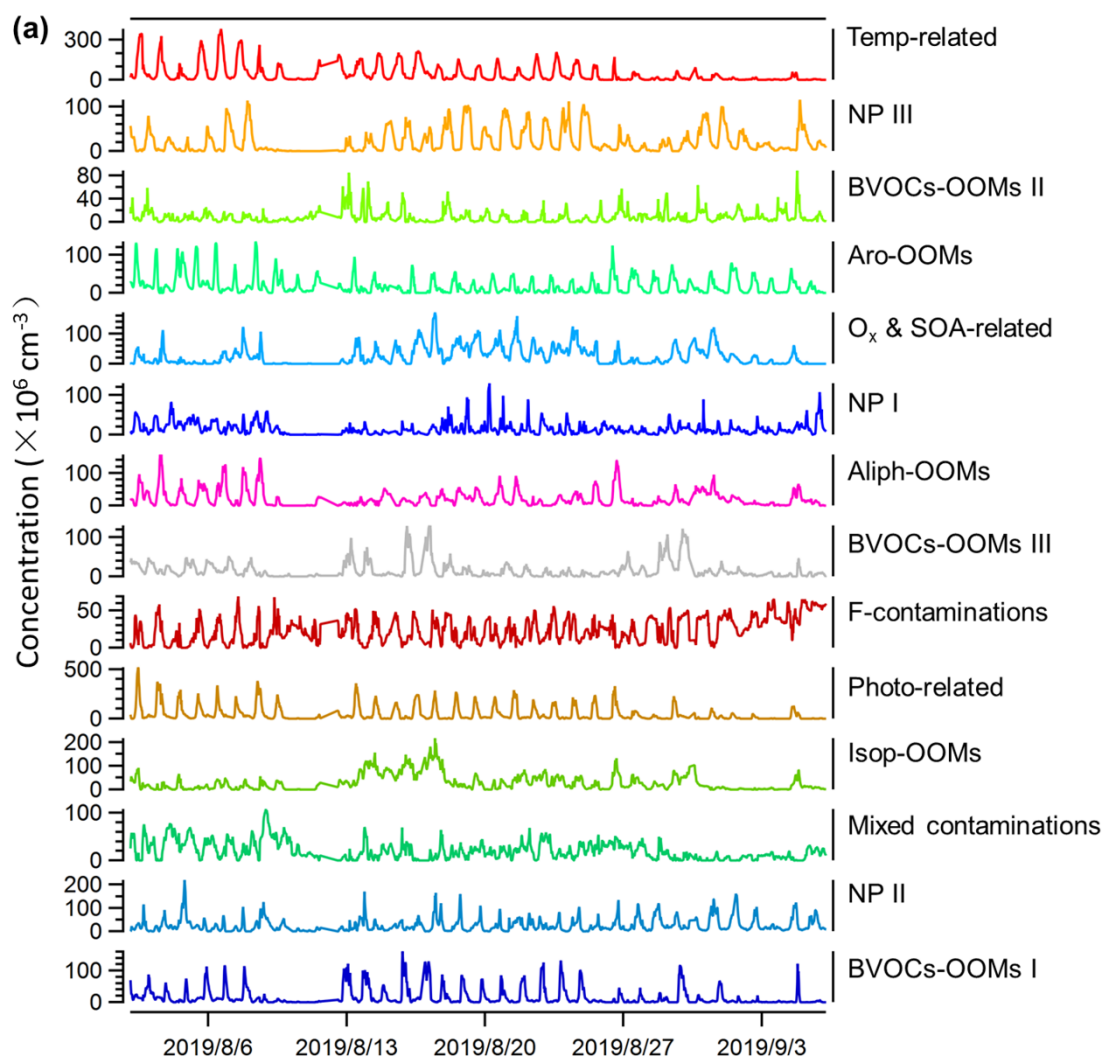 (a)
Concentration (×10⁶ cm⁻³)
300
0
Temp-related
100
0
NP III
80
40
0
BVOCs-OOMs II
100
0
Aro-OOMs
100
0
Oₓ & SOA-related
100
0
NP I
100
0
Aliph-OOMs
100
0
BVOCs-OOMs III
50
0
F-contaminations
500
0
Photo-related
200
100
0
Isop-OOMs
100
0
Mixed contaminations
200
100
0
NP II
100
0
BVOCs-OOMs I
2019/8/6 2019/8/13 2019/8/20 2019/8/27 2019/9/3